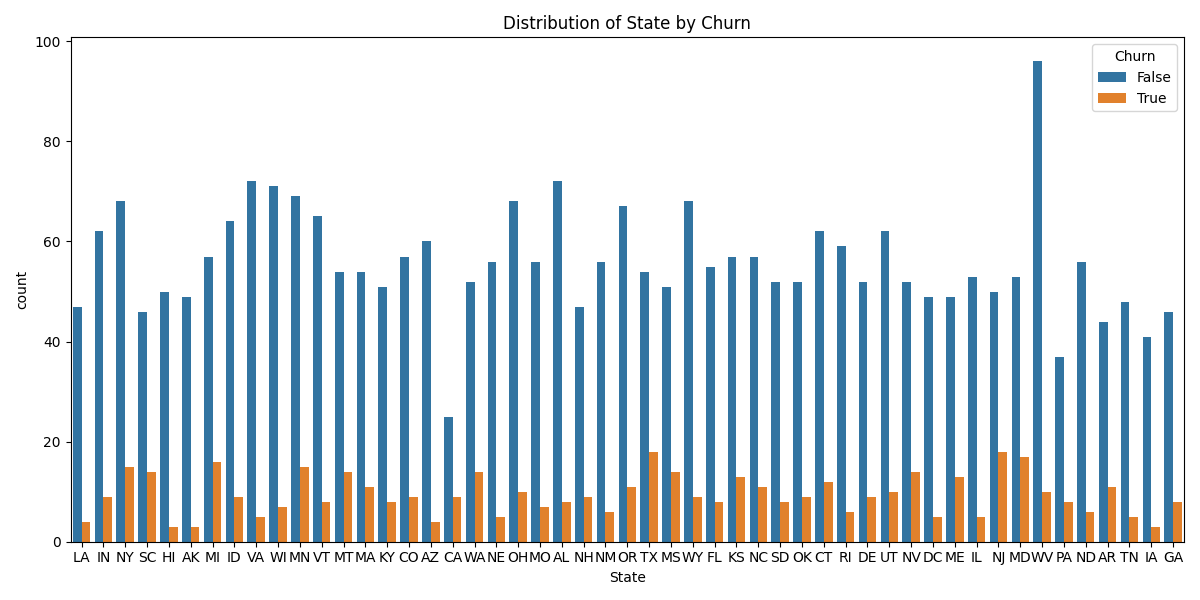 Distribution of State by Churn
100
80
60
40
20
0
count
Churn
False
True
LA IN NY SC HI AK MI ID VA WI MN VT MT MA KY CO AZ CA WA NE OH MO AL NH NM OR TX MS WY FL KS NC SD OK CT RI DE UT NV DC ME IL NJ MD WV PA ND AR TN IA GA
State